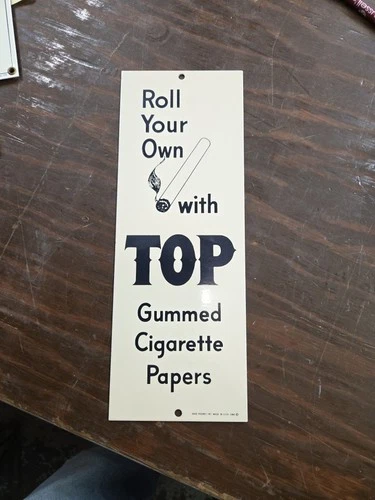 Roll
Your
Own
with
TOP
Gummed
Cigarette
Papers